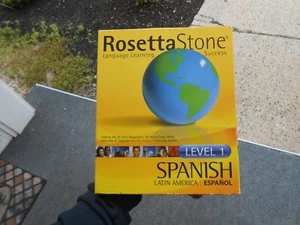 RosettaStone®
Language Learning Success
LEVEL 1
SPANISH
LATIN AMERICA • ESPAÑOL